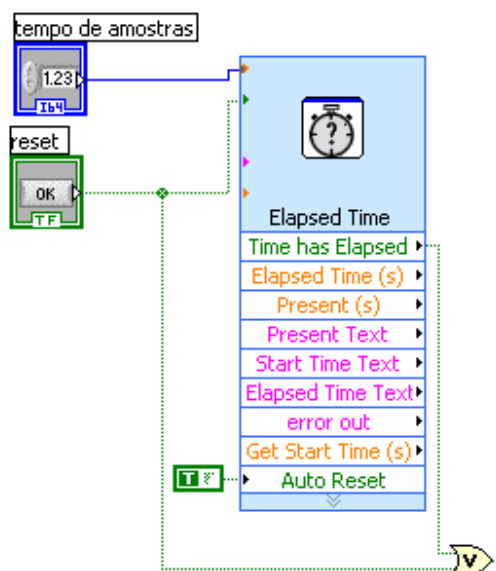 tempo de amostras
1.23
I64
reset
OK
TF
?
Elapsed Time
Time has Elapsed
Elapsed Time (s)
Present (s)
Present Text
Start Time Text
Elapsed Time Text
error out
Get Start Time (s)
T
Auto Reset
V